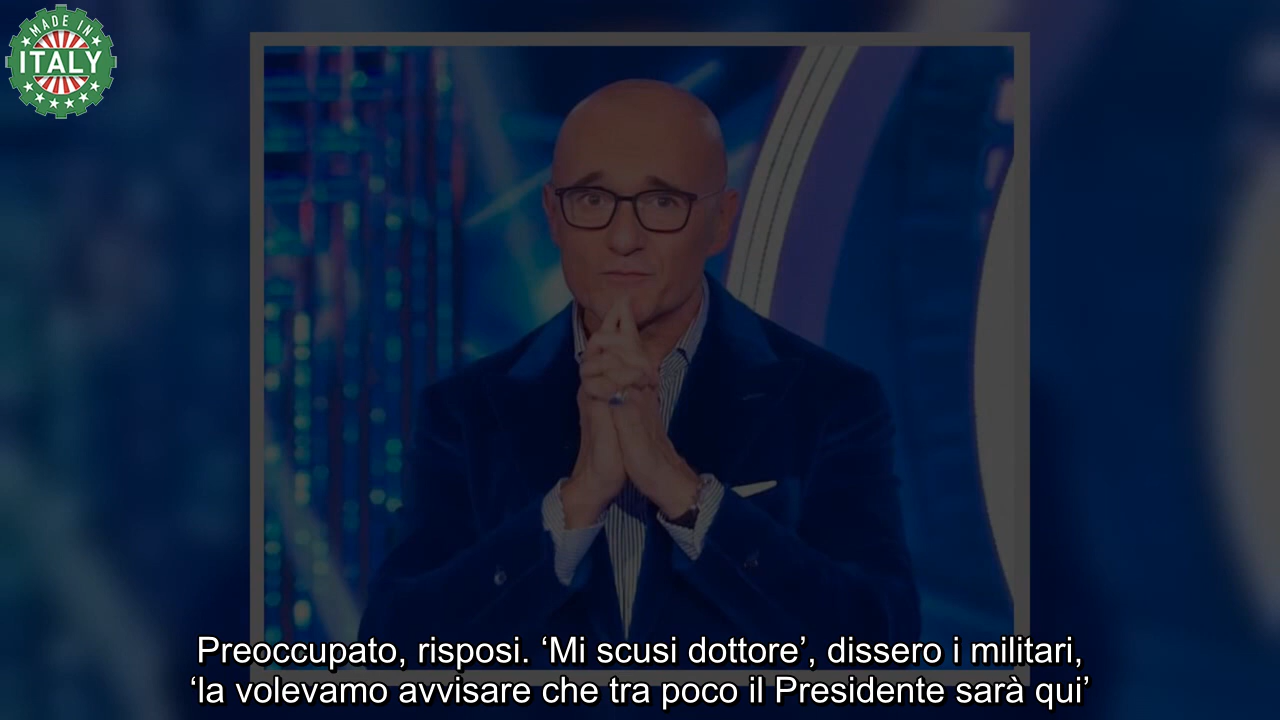 MADE IN
ITALY
Preoccupato, risposi. ‘Mi scusi dottore’, dissero i militari,
‘la volevamo avvisare che tra poco il Presidente sarà qui’